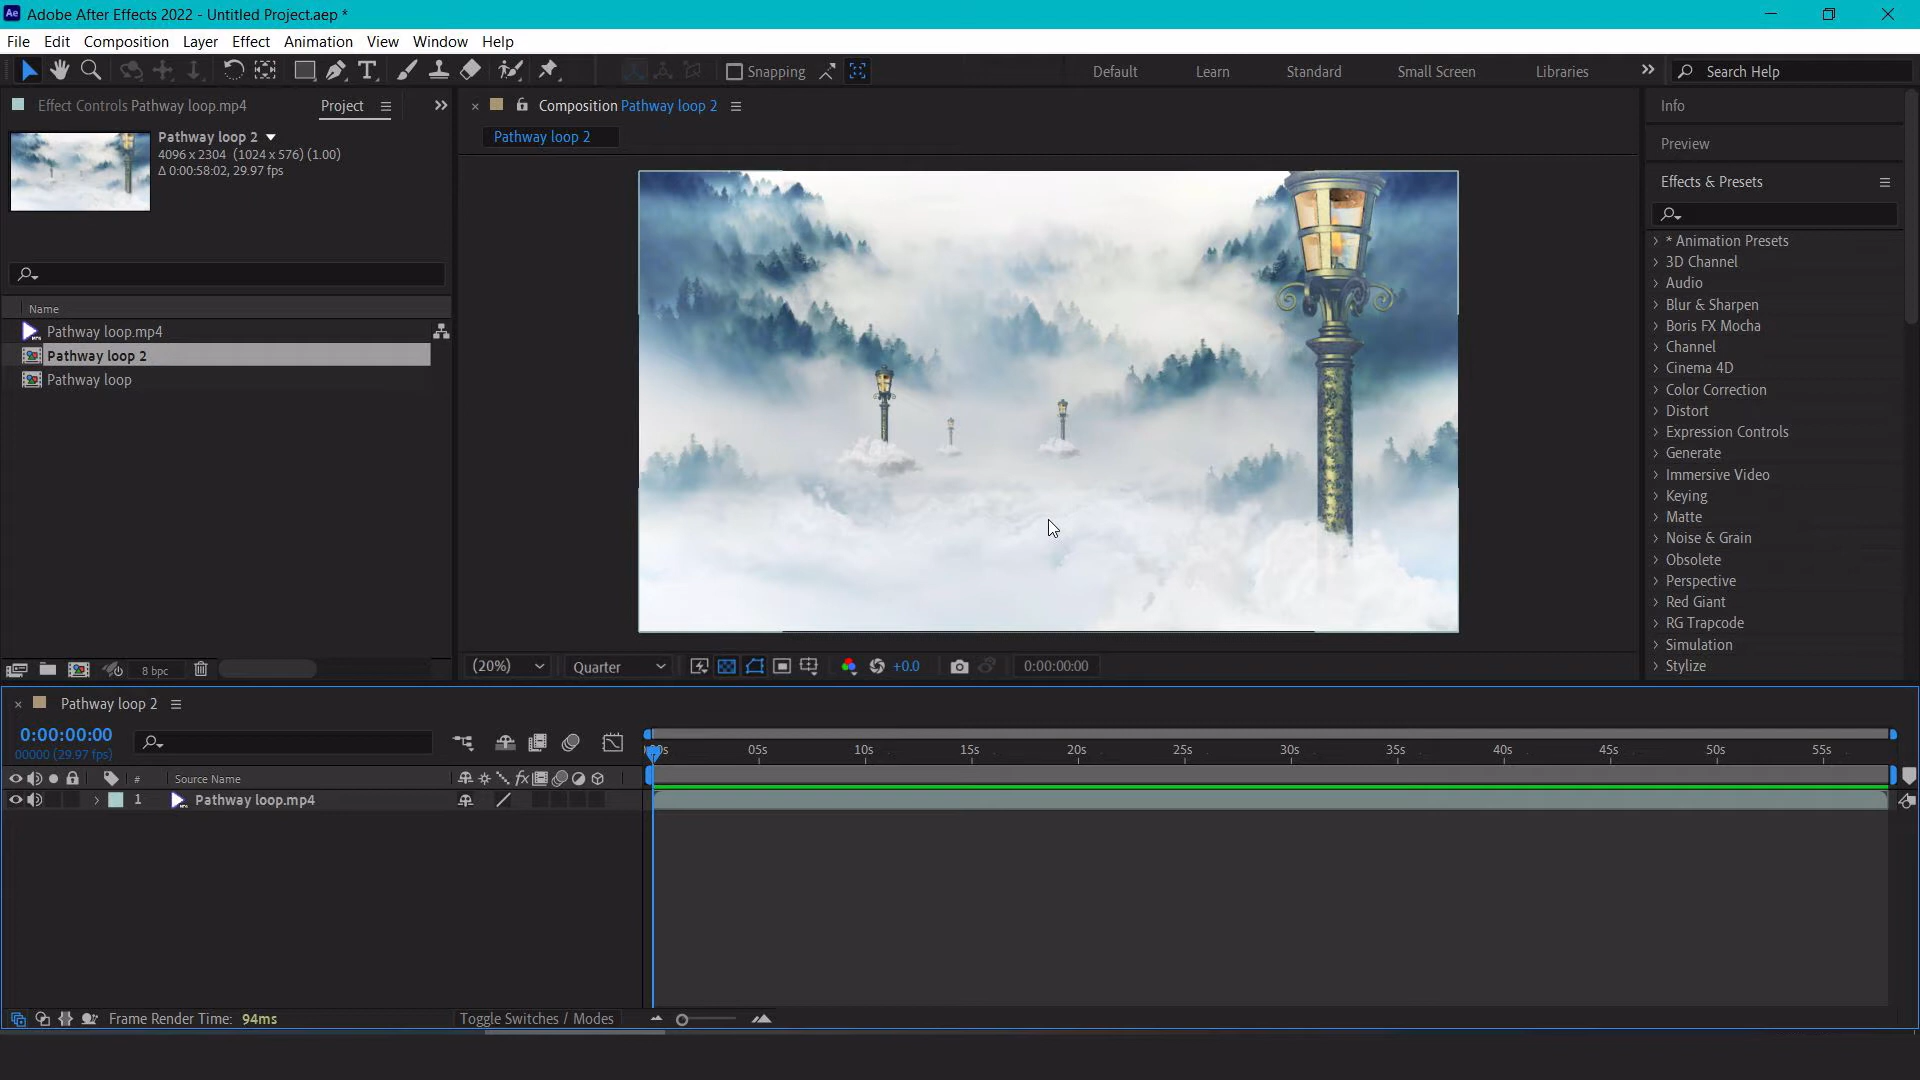 Adobe After Effects 2022 - Untitled Project.aep *
File Edit Composition Layer Effect Animation View Window Help
Snapping Default Learn Standard Small Screen Libraries Search Help
Effect Controls Pathway loop.mp4 Project
Composition Pathway loop 2
Pathway loop 2
Pathway loop 2
4096 x 2304 (1024 x 576) (1.00)
Δ 0:00:58:02, 29.97 fps
Name
Pathway loop.mp4
Pathway loop 2
Pathway loop
8 bpc
(20%) Quarter +0.0 0:00:00:00
Info
Preview
Effects & Presets
* Animation Presets
3D Channel
Audio
Blur & Sharpen
Boris FX Mocha
Channel
Cinema 4D
Color Correction
Distort
Expression Controls
Generate
Immersive Video
Keying
Matte
Noise & Grain
Obsolete
Perspective
Red Giant
RG Trapcode
Simulation
Stylize
Pathway loop 2
0:00:00:00
00000 (29.97 fps)
05s 10s 15s 20s 25s 30s 35s 40s 45s 50s 55s
# Source Name
1 Pathway loop.mp4
Frame Render Time: 94ms Toggle Switches / Modes